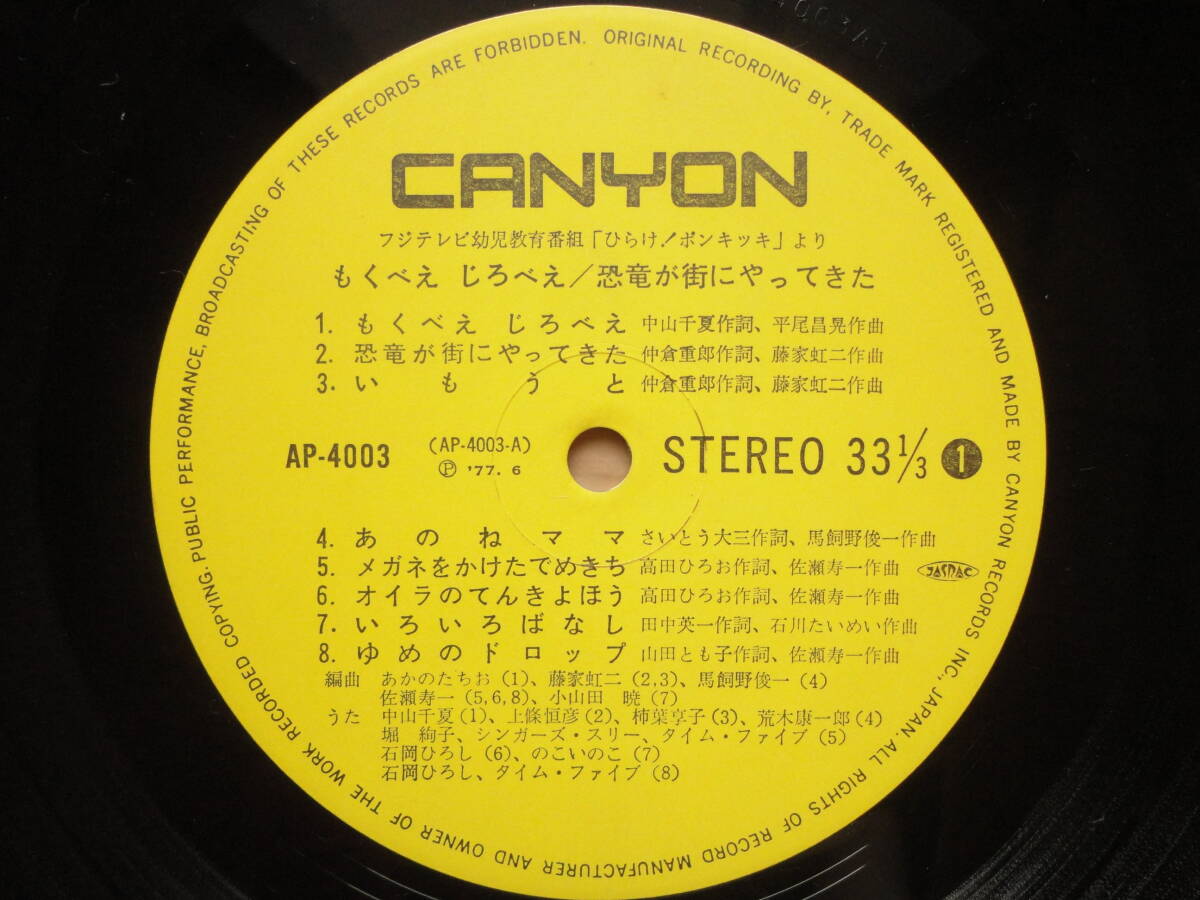 CANYON
フジテレビ幼児教育番組「ひらけ!ポンキッキ」より
もくべえ じろべえ／恐竜が街にやってきた
1. もくべえ じろべえ 中山千夏作詞、平尾昌晃作曲
2. 恐竜が街にやってきた 仲倉重郎作詞、藤家虹二作曲
3. いもうと 仲倉重郎作詞、藤家虹二作曲
AP-4003 (AP-4003-A) STEREO 33 1/3 1
Ⓟ '77. 6
4. あのねママ さいとう大三作詞、馬飼野俊一作曲
5. メガネをかけたでめきち 高田ひろお作詞、佐瀬寿一作曲 JASRAC
6. オイラのてんきよほう 高田ひろお作詞、佐瀬寿一作曲
7. いろいろばなし 田中英一作詞、石川たいめい作曲
8. ゆめのドロップ 山田とも子作詞、佐瀬寿一作曲
編曲 あかのたちお (1)、藤家虹二 (2,3)、馬飼野俊一 (4)
佐瀬寿一 (5,6,8)、小山田 暁 (7)
うた 中山千夏 (1)、上條恒彦 (2)、柿葉享子 (3)、荒木康一郎 (4)
堀 絢子、シンガーズ・スリー、タイム・ファイブ (5)
石岡ひろし (6)、のこいのこ (7)
石岡ひろし、タイム・ファイブ (8)
ORIGINAL RECORDING BY, TRADE MARK REGISTERED AND MADE BY CANYON RECORDS INC., JAPAN. ALL RIGHTS OF RECORD MANUFACTURER AND OWNER OF THE WORK RECORDED COPYING. PUBLIC PERFORMANCE, BROADCASTING OF THESE RECORDS ARE FORBIDDEN.